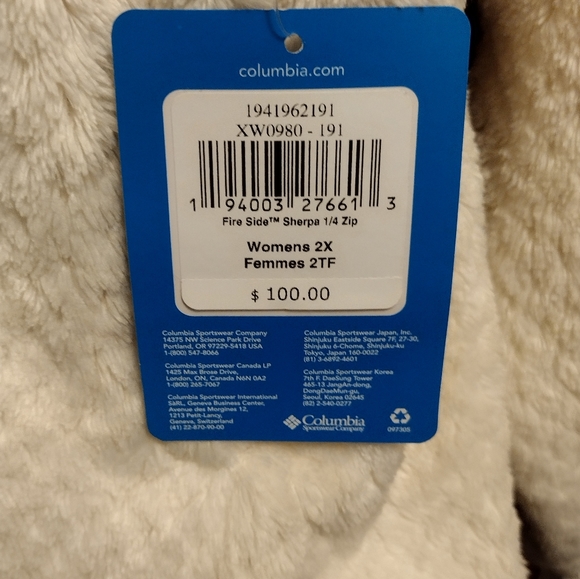 columbia.com
1941962191
XW0980 - 191
1 94003 27661 3
Fire Side™ Sherpa 1/4 Zip
Womens 2X
Femmes 2TF
$ 100.00
Columbia Sportswear Company
14375 NW Science Park Drive
Portland, OR 97229-5418 USA
1-(800) 547-8066
Columbia Sportswear Canada LP
1425 Max Brose Drive,
London, ON, Canada N6N 0A2
1-(800) 265-7067
Columbia Sportswear International
SàRL, Geneva Business Center,
Avenue des Morgines 12,
1213 Petit-Lancy,
Geneva, Switzerland
(41) 22-870-90-00
Columbia Sportswear Japan, Inc.
Shinjuku Eastside Square 7F, 27-30,
Shinjuku 6-Chome, Shinjuku-ku
Tokyo, Japan 160-0022
(81) 3-6892-4601
Columbia Sportswear Korea
7th F. DaeSung Tower
465-13 JangAn-dong,
DongDaeMun-gu,
Seoul, Korea 02645
(82) 2-540-0277
Columbia
Sportswear Company
097305